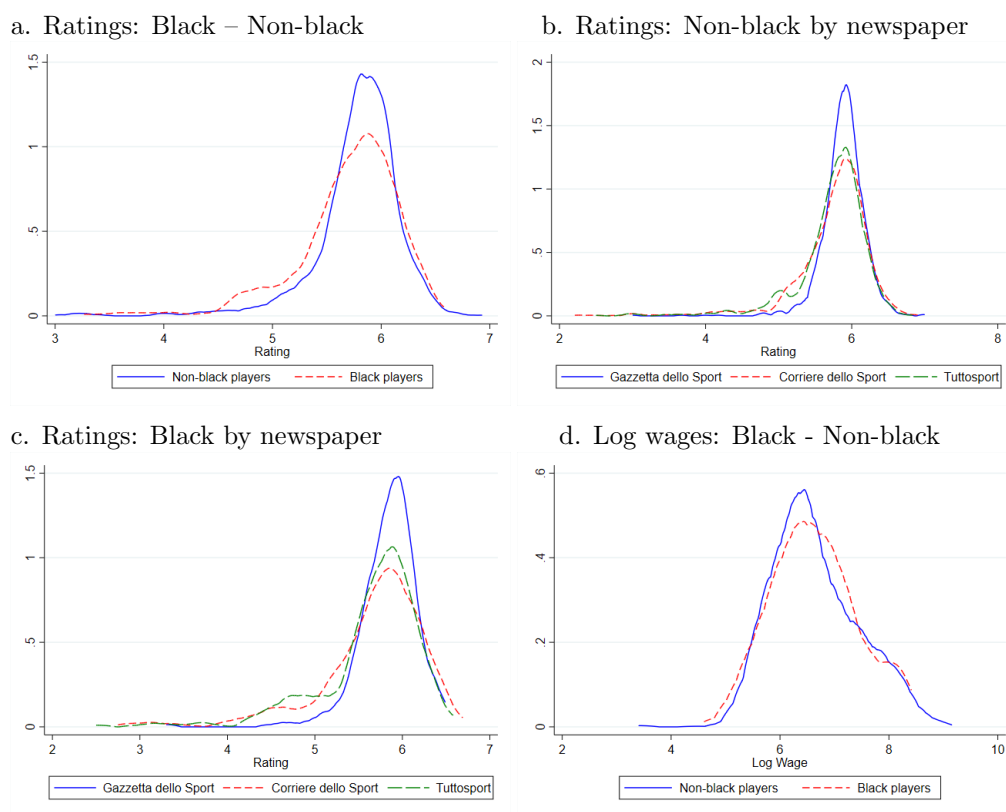 a. Ratings: Black – Non-black
1.5
1
.5
0
3 4 5 6 7
Rating
Non-black players Black players
b. Ratings: Non-black by newspaper
2
1.5
1
.5
0
2 4 6 8
Rating
Gazzetta dello Sport Corriere dello Sport Tuttosport
c. Ratings: Black by newspaper
1.5
1
.5
0
2 3 4 5 6 7
Rating
Gazzetta dello Sport Corriere dello Sport Tuttosport
d. Log wages: Black - Non-black
.6
.4
.2
0
2 4 6 8 10
Log Wage
Non-black players Black players